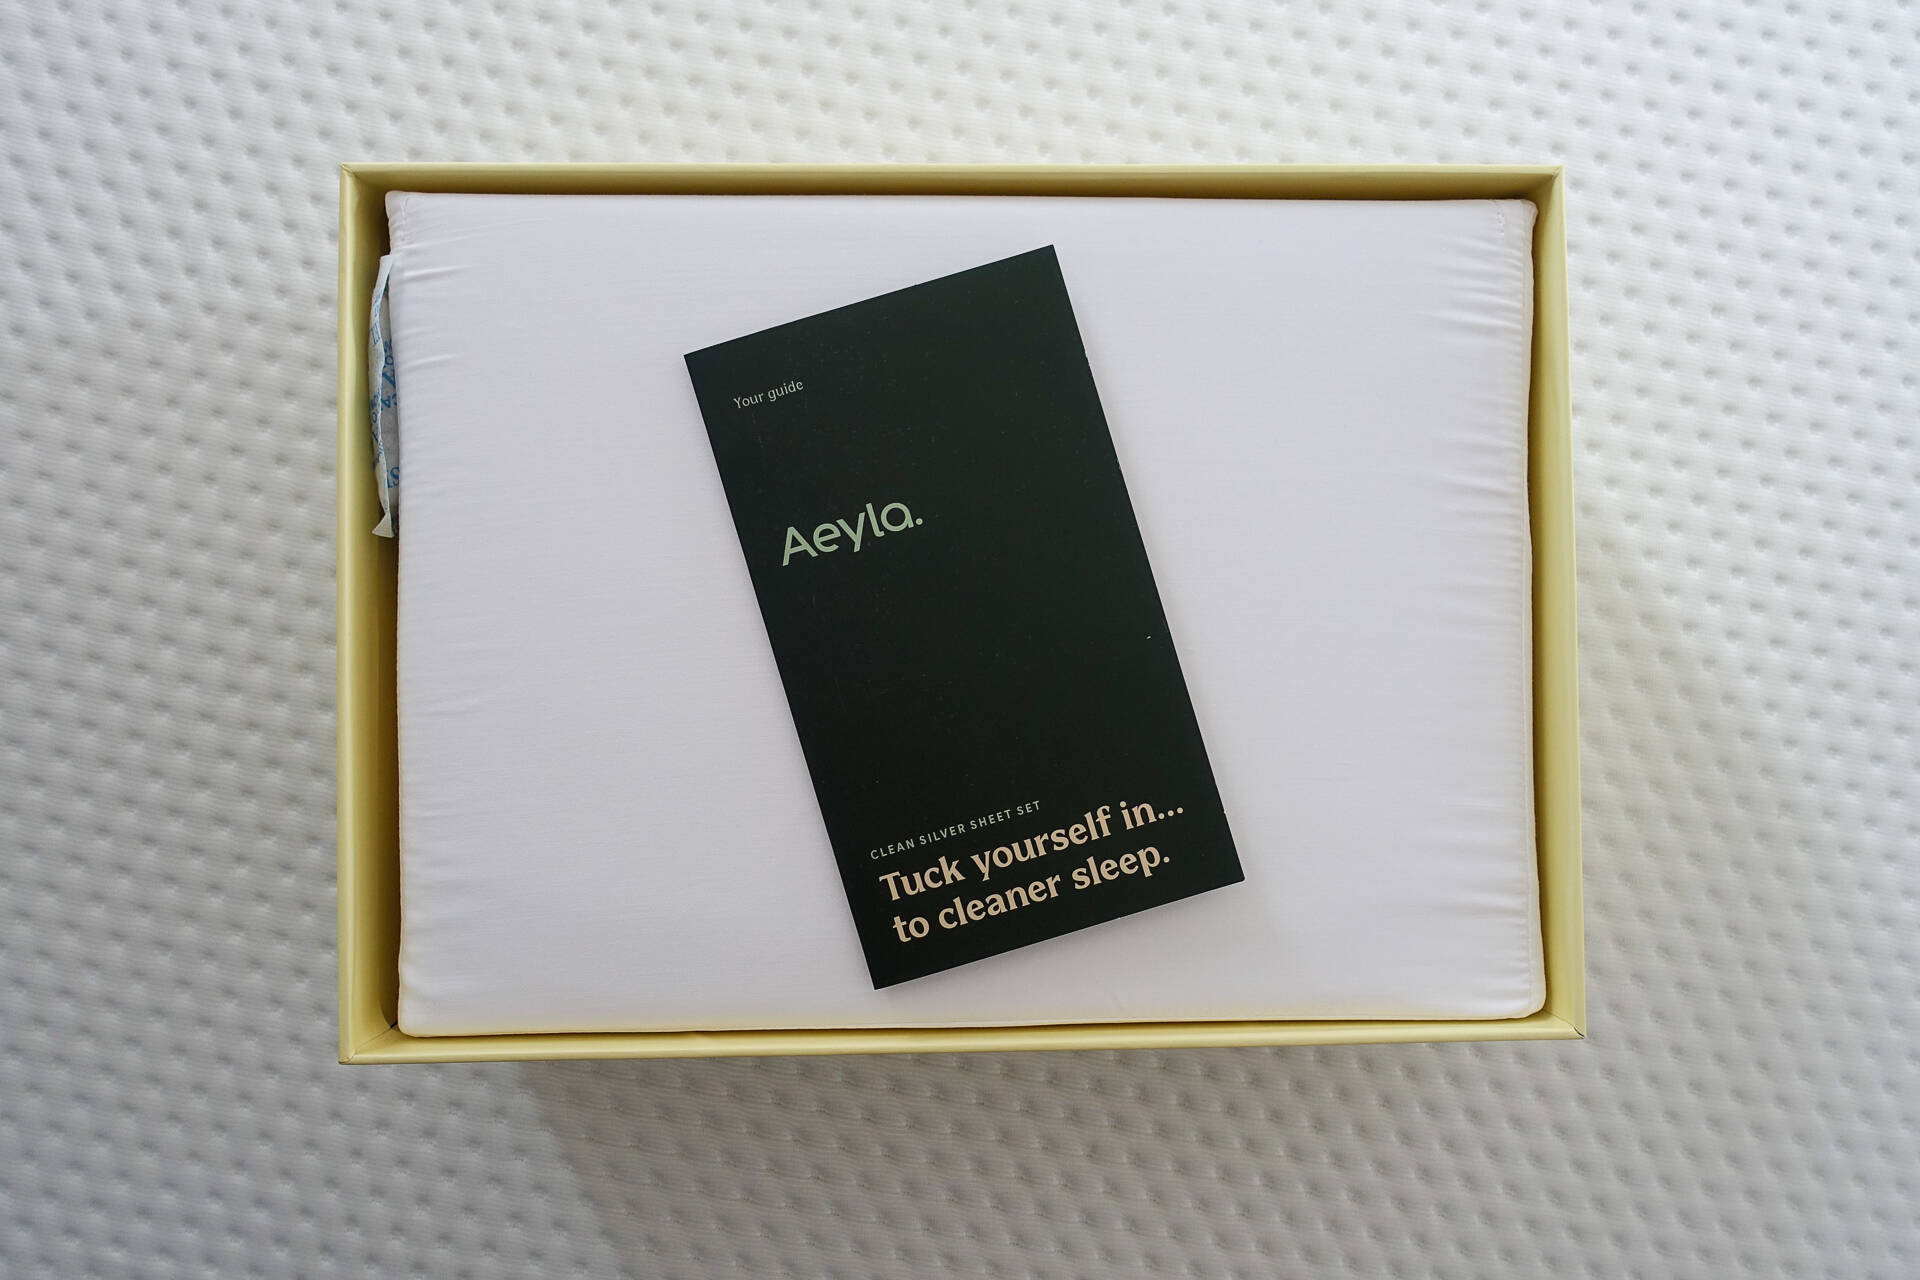 Your guide
Aeyla.
CLEAN SILVER SHEET SET
Tuck yourself in...
to cleaner sleep.